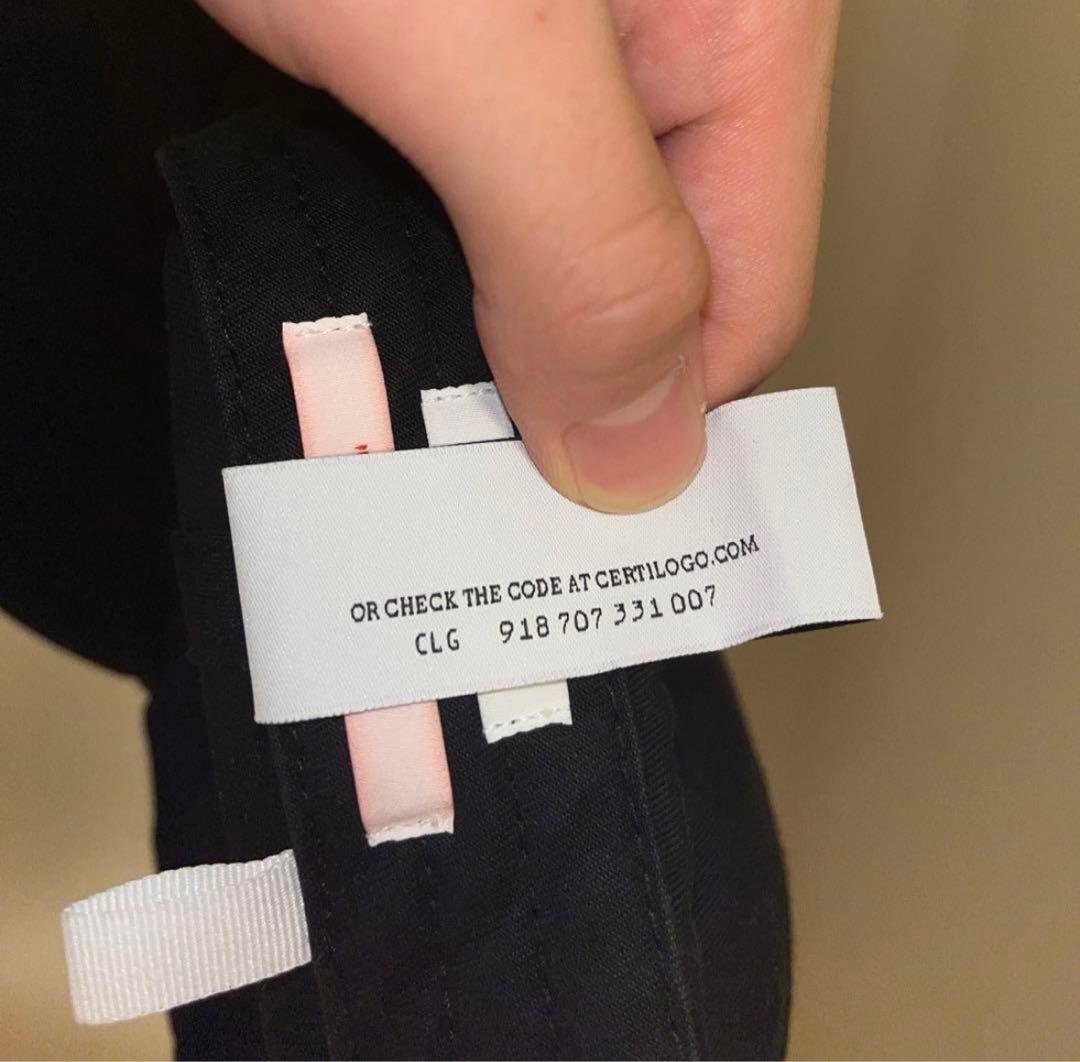 OR CHECK THE CODE AT CERTILOGO.COM
CLG 918 707 331 007